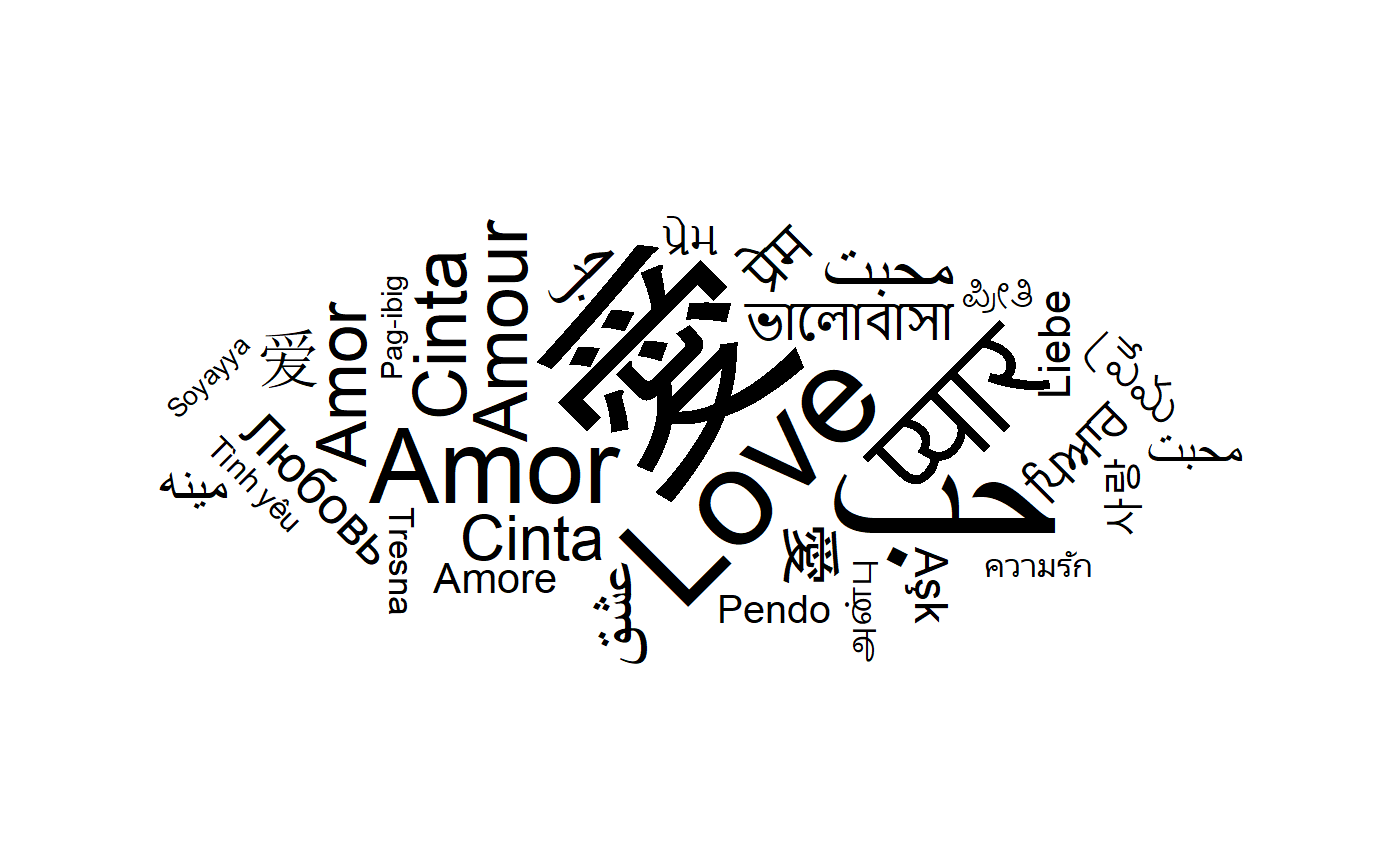 愛
Love
प्यार
حب
Amor
Amour
Cinta
Amor
محبت
ভালোবাসা
प्रेम
પ્રેમ
حب
ప్రేమ
ಪ್ರೀತಿ
Liebe
ਪਿਆਰ
محبت
사랑
ความรัก
Aşk
愛
அன்பு
Pendo
عشق
Cinta
Amore
Tresna
Любовь
Tình yêu
مينه
爱
Soyayya
Pag-ibig